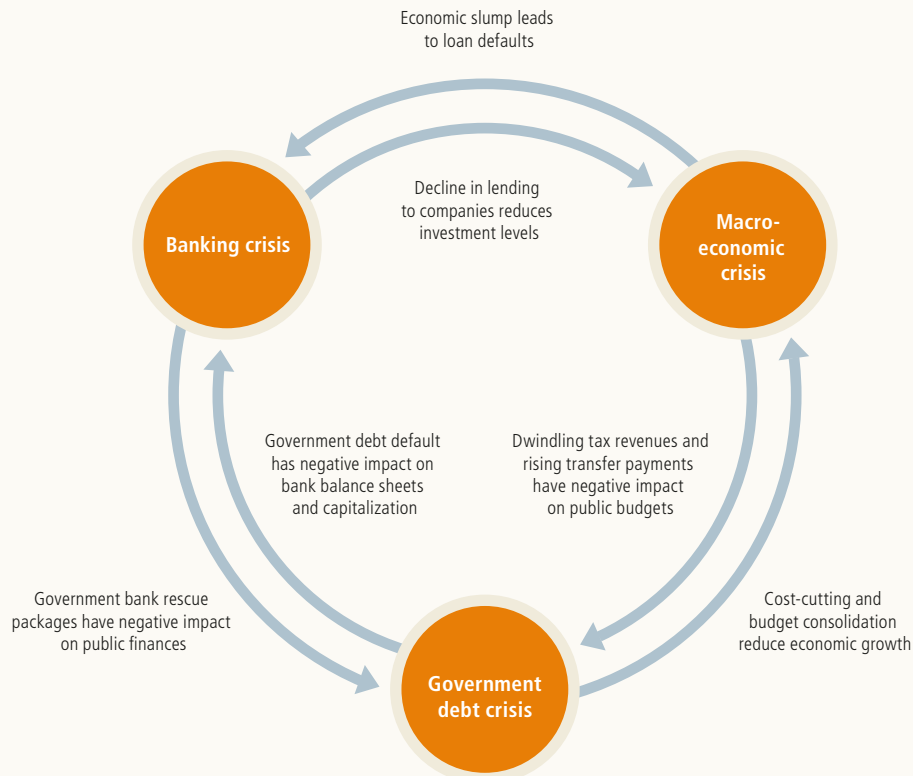 Economic slump leads
to loan defaults
Decline in lending
to companies reduces
investment levels
Banking crisis
Macro-
economic
crisis
Government debt default
has negative impact on
bank balance sheets
and capitalization
Dwindling tax revenues and
rising transfer payments
have negative impact
on public budgets
Government bank rescue
packages have negative impact
on public finances
Cost-cutting and
budget consolidation
reduce economic growth
Government
debt crisis